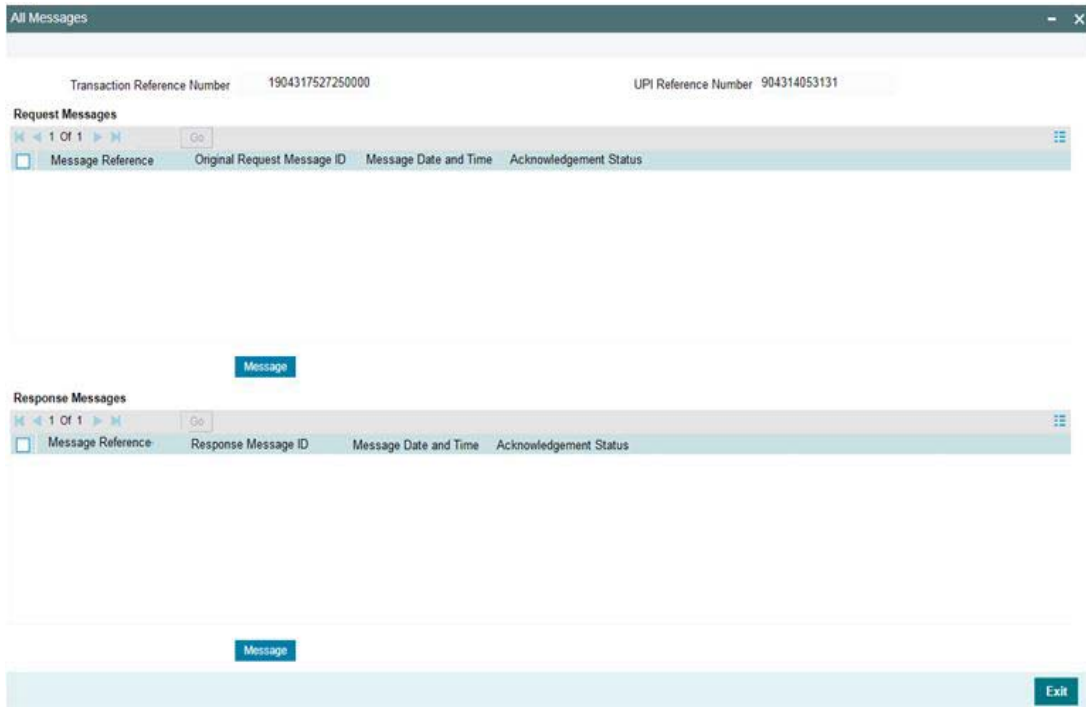 All Messages
Transaction Reference Number 1904317527250000 UPI Reference Number 904314053131
Request Messages
1 Of 1 Go
Message Reference Original Request Message ID Message Date and Time Acknowledgement Status
Message
Response Messages
1 Of 1 Go
Message Reference Response Message ID Message Date and Time Acknowledgement Status
Message
Exit